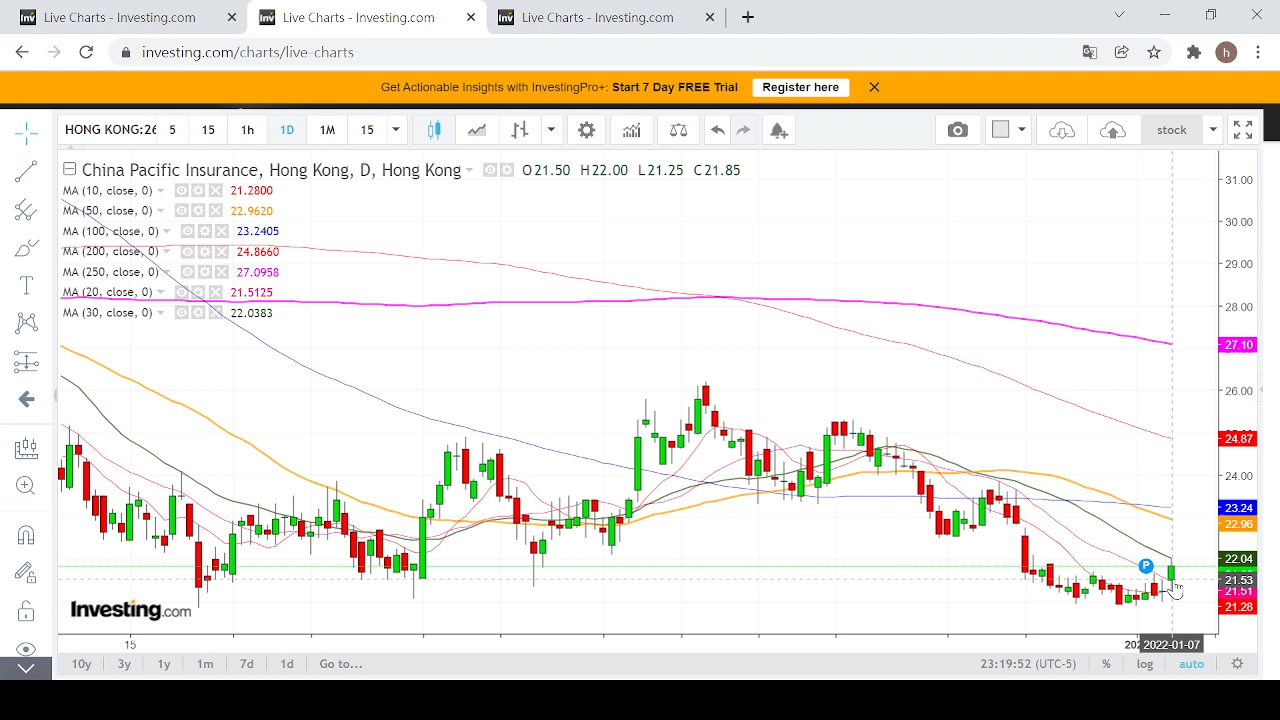 Live Charts - Investing.com
Live Charts - Investing.com
Live Charts - Investing.com
investing.com/charts/live-charts
h
Get Actionable Insights with InvestingPro+: Start 7 Day FREE Trial
Register here
HONG KONG:26
5
15
1h
1D
1M
15
stock
China Pacific Insurance, Hong Kong, D, Hong Kong
O21.50 H22.00 L21.25 C21.85
MA (10, close, 0) 21.2800
MA (50, close, 0) 22.9620
MA (100, close, 0) 23.2405
MA (200, close, 0) 24.8660
MA (250, close, 0) 27.0958
MA (20, close, 0) 21.5125
MA (30, close, 0) 22.0383
31.00
30.00
29.00
28.00
27.10
26.00
24.87
24.00
23.24
22.96
22.04
21.53
21.51
21.28
P
Investing.com
15
2022-01-07
10y
3y
1y
1m
7d
1d
Go to...
23:19:52 (UTC-5)
%
log
auto